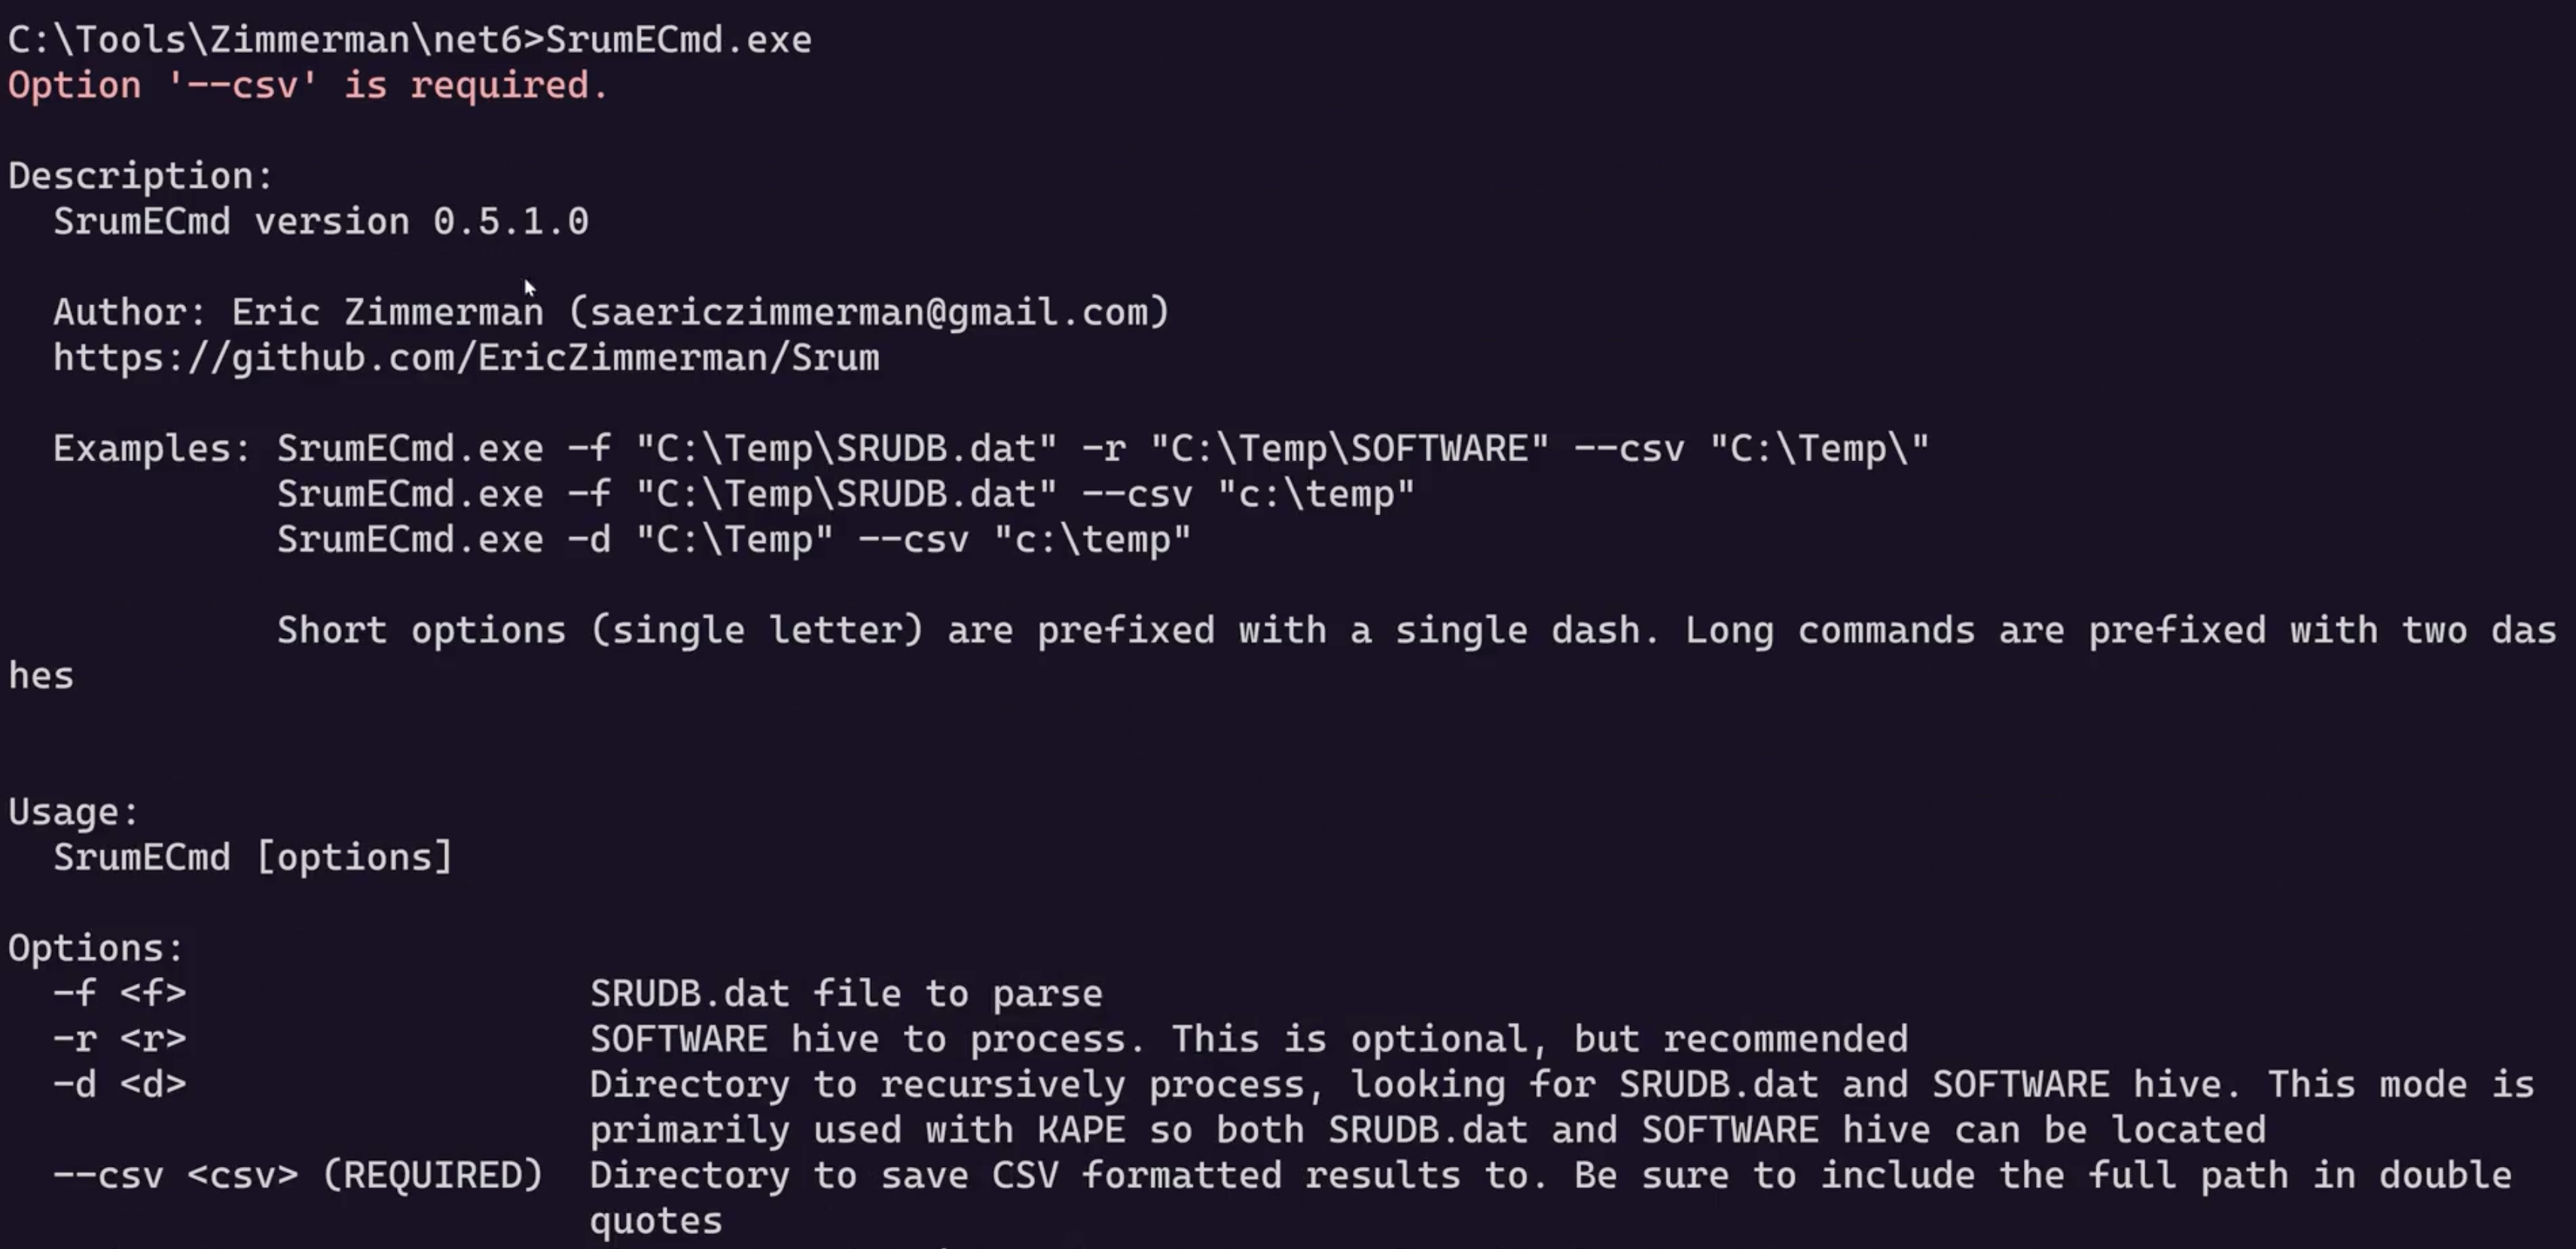 C:\Tools\Zimmerman\net6>SrumECmd.exe
Option '--csv' is required.
Description:
SrumECmd version 0.5.1.0
Author: Eric Zimmerman (saericzimmerman@gmail.com)
https://github.com/EricZimmerman/Srum
Examples: SrumECmd.exe -f "C:\Temp\SRUDB.dat" -r "C:\Temp\SOFTWARE" --csv "C:\Temp\"
SrumECmd.exe -f "C:\Temp\SRUDB.dat" --csv "c:\temp"
SrumECmd.exe -d "C:\Temp" --csv "c:\temp"
Short options (single letter) are prefixed with a single dash. Long commands are prefixed with two das
hes
Usage:
SrumECmd [options]
Options:
-f <f> SRUDB.dat file to parse
-r <r> SOFTWARE hive to process. This is optional, but recommended
-d <d> Directory to recursively process, looking for SRUDB.dat and SOFTWARE hive. This mode is
primarily used with KAPE so both SRUDB.dat and SOFTWARE hive can be located
--csv <csv> (REQUIRED) Directory to save CSV formatted results to. Be sure to include the full path in double
quotes